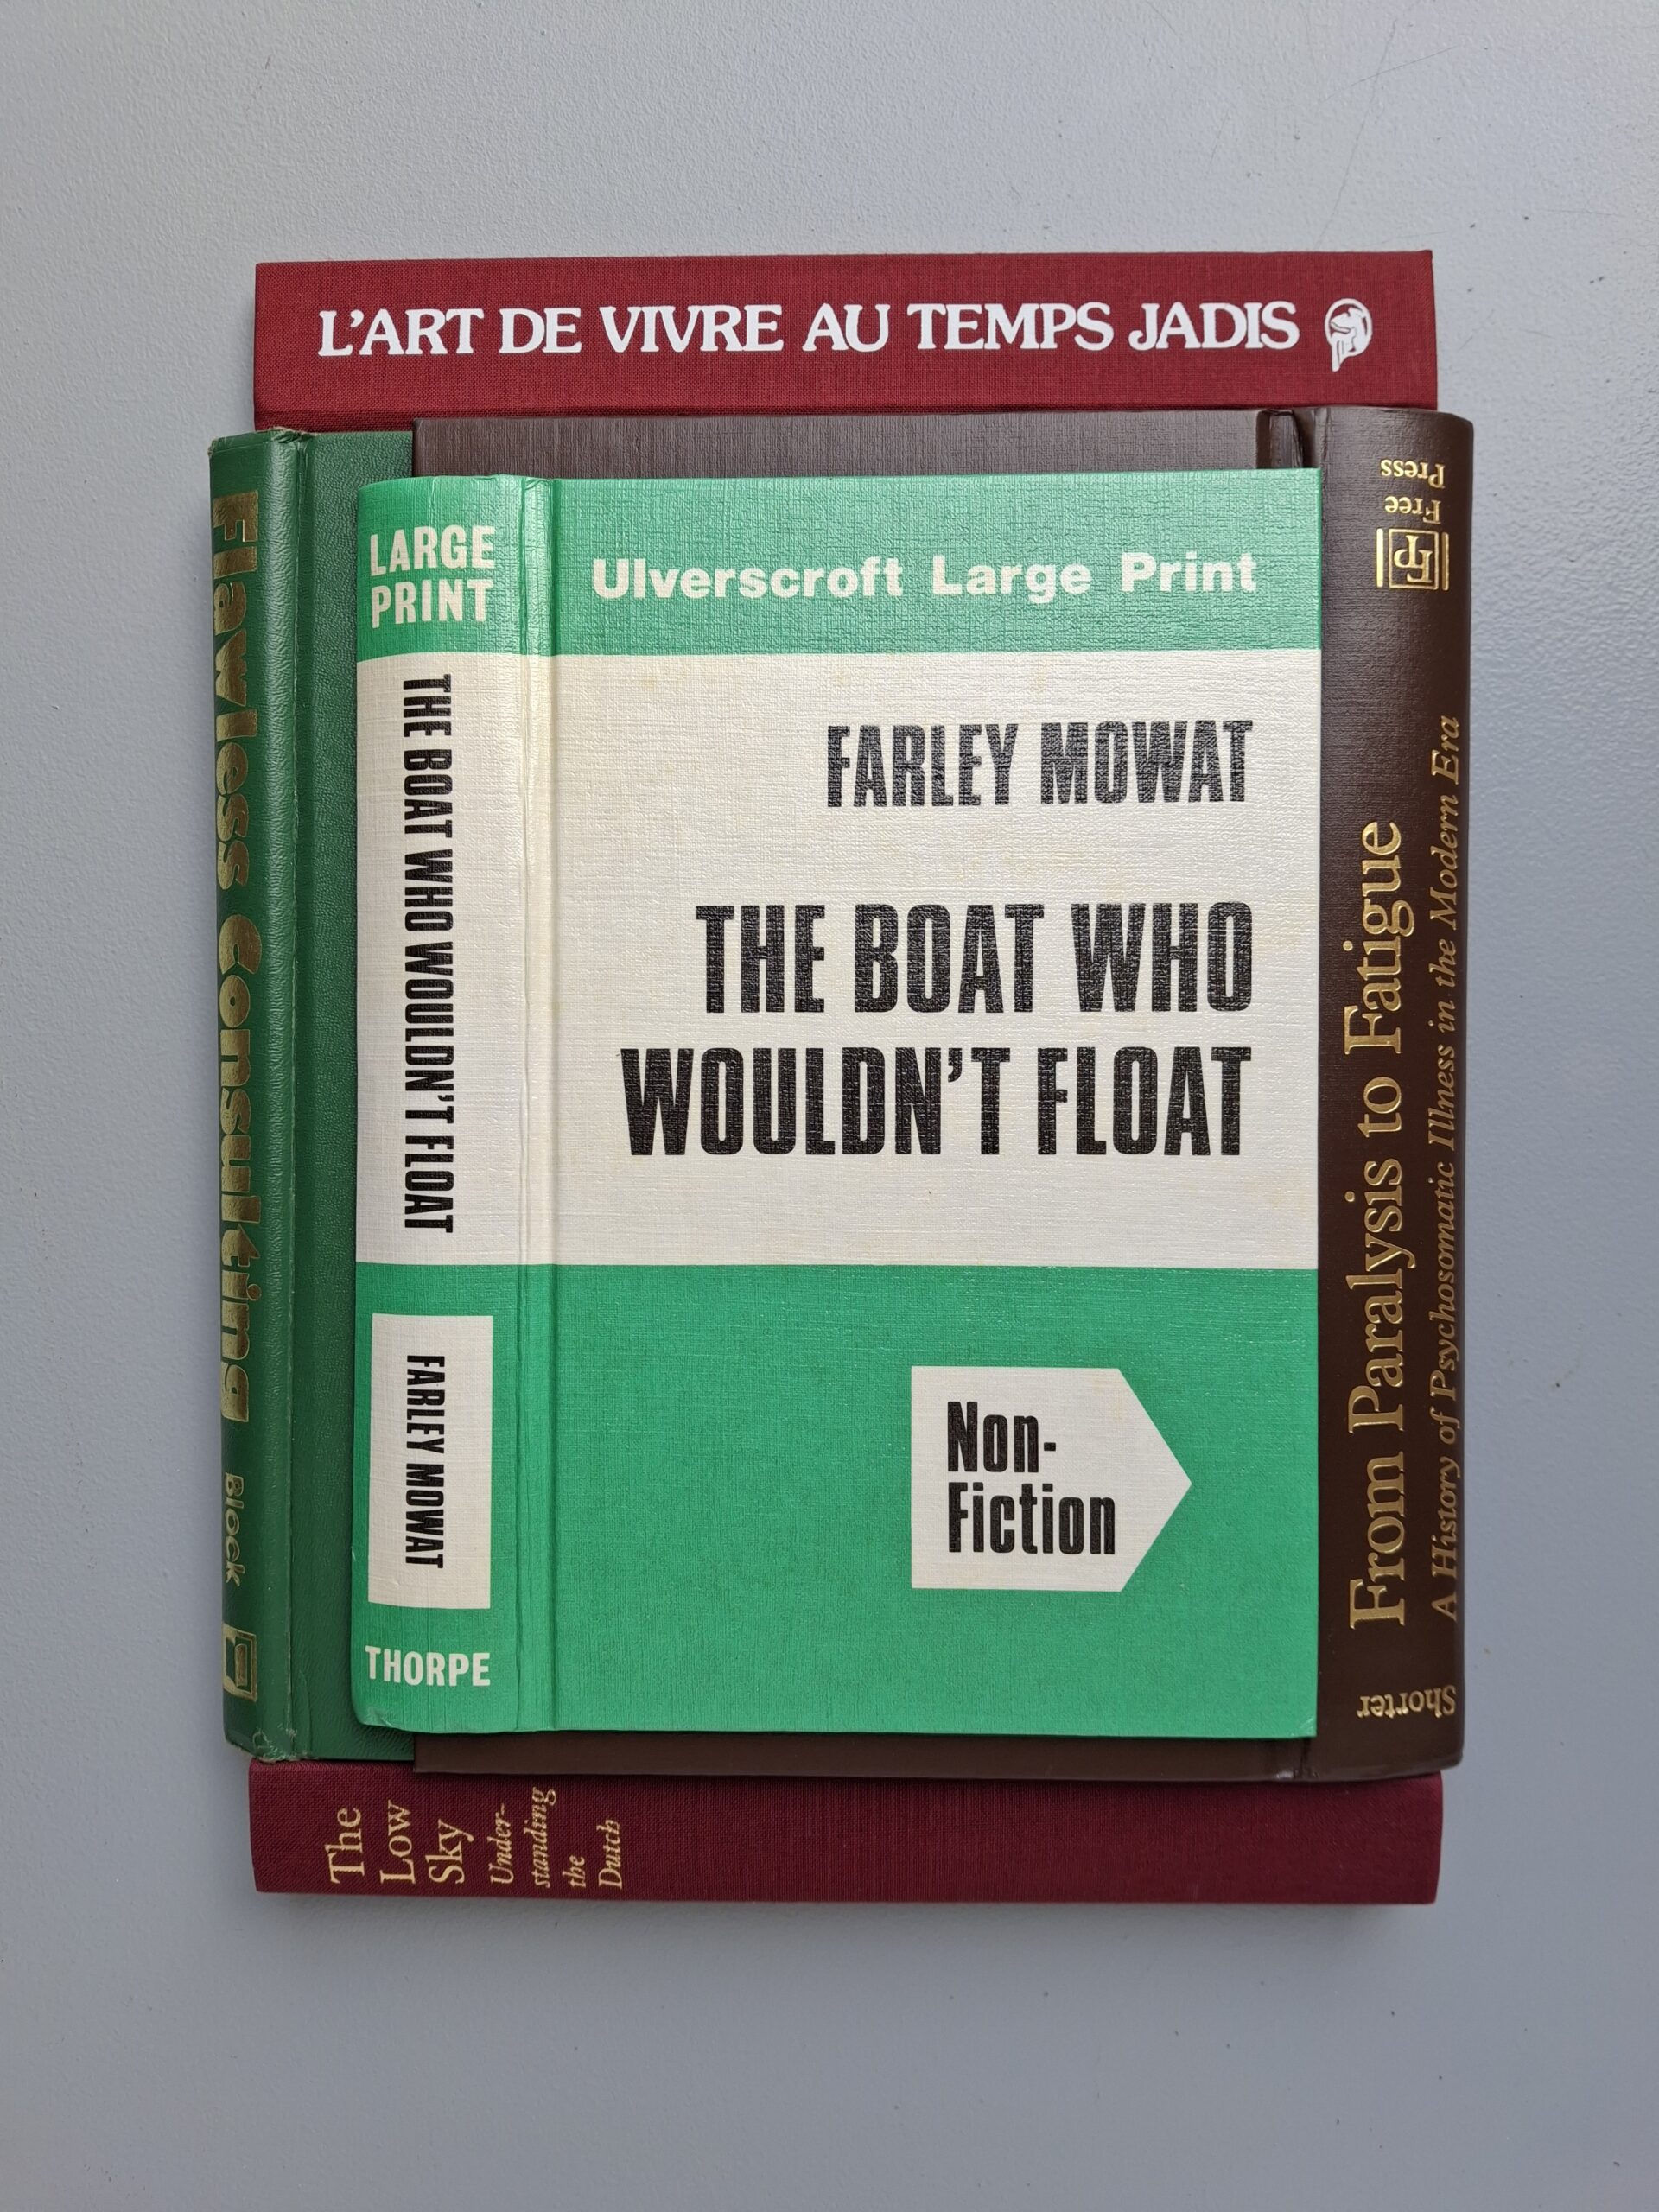 L'ART DE VIVRE AU TEMPS JADIS
Flawless Consulting
Block
LARGE
PRINT
THE BOAT WHO WOULDN'T FLOAT
FARLEY MOWAT
THORPE
Ulverscroft Large Print
FARLEY MOWAT
THE BOAT WHO
WOULDN'T FLOAT
Non-
Fiction
Shorter
From Paralysis to Fatigue
A History of Psychosomatic Illness in the Modern Era
FP
Free
Press
The
Low
Sky
Under-
standing
the
Dutch